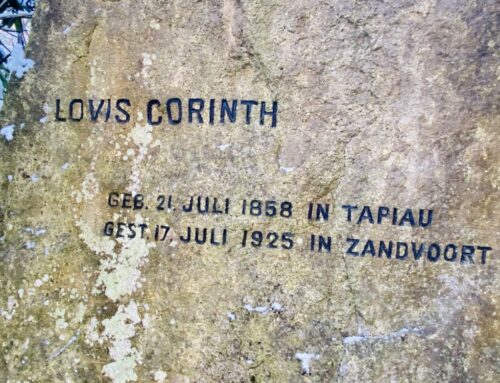 LOVIS CORINTH
GEB. 21. JULI 1858 IN TAPIAU
GEST. 17. JULI 1925 IN ZANDVOORT